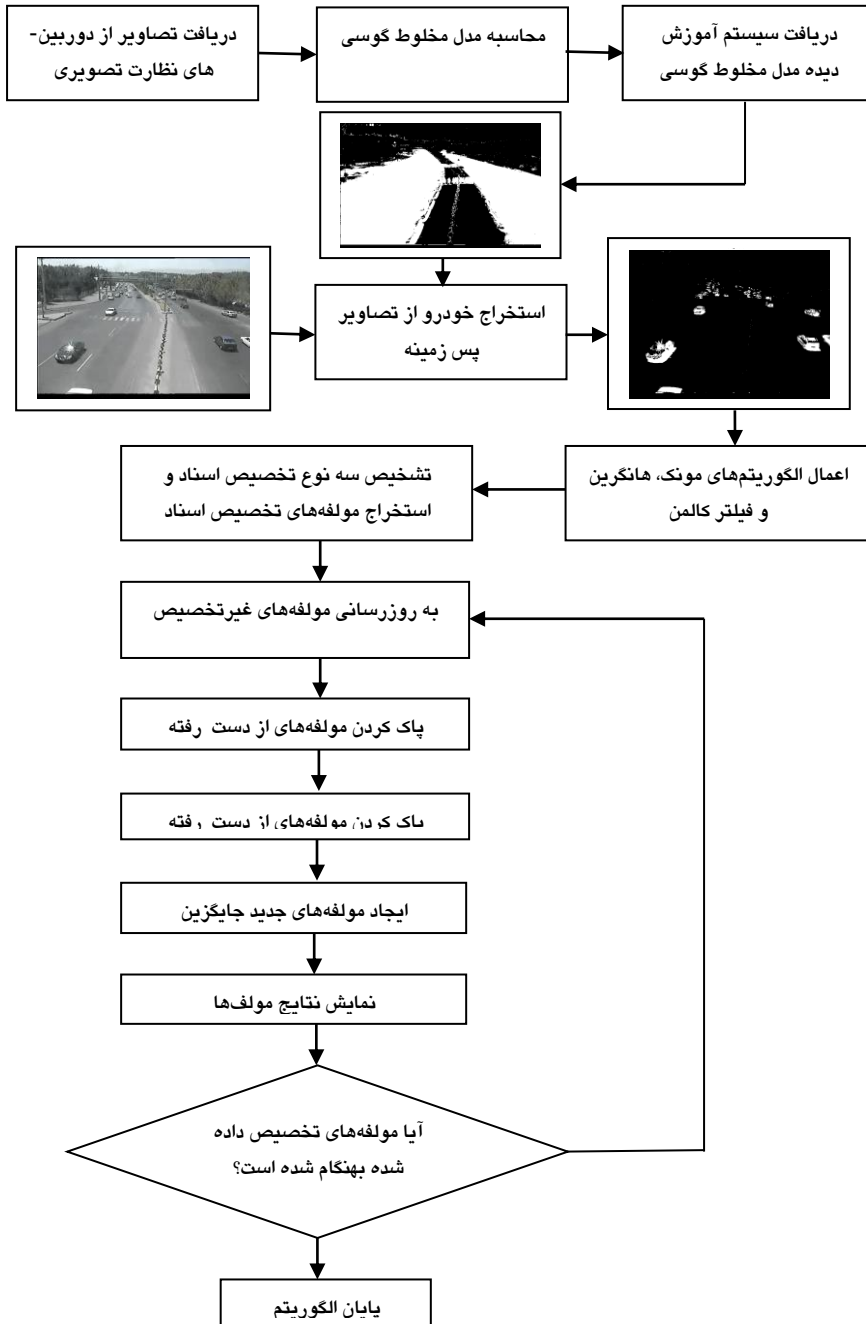 دریافت تصاویر از دوربین-
های نظارت تصویری
محاسبه مدل مخلوط گوسی
دریافت سیستم آموزش
دیده مدل مخلوط گوسی
استخراج خودرو از تصاویر
پس زمینه
اعمال الگوریتم‌های مونک، هانگرین
و فیلتر کالمن
تشخیص سه نوع تخصیص اسناد و
استخراج مولفه‌های تخصیص اسناد
به روزرسانی مولفه‌های غیرتخصیص
پاک کردن مولفه‌های از دست رفته
پاک کردن مولفه‌های از دست رفته
ایجاد مولفه‌های جدید جایگزین
نمایش نتایج مولف‌ها
آیا مولفه‌های تخصیص داده
شده بهنگام شده است؟
پایان الگوریتم